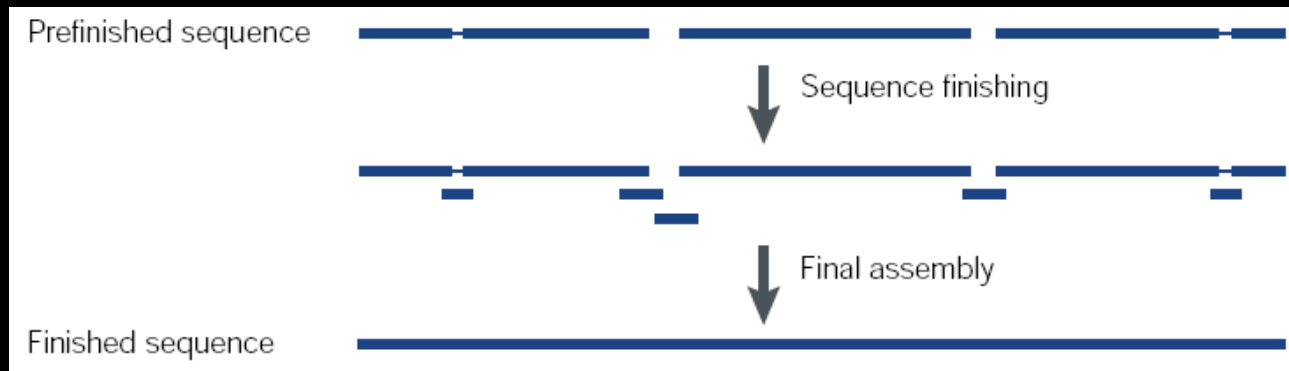 Prefinished sequence
Sequence finishing
Final assembly
Finished sequence